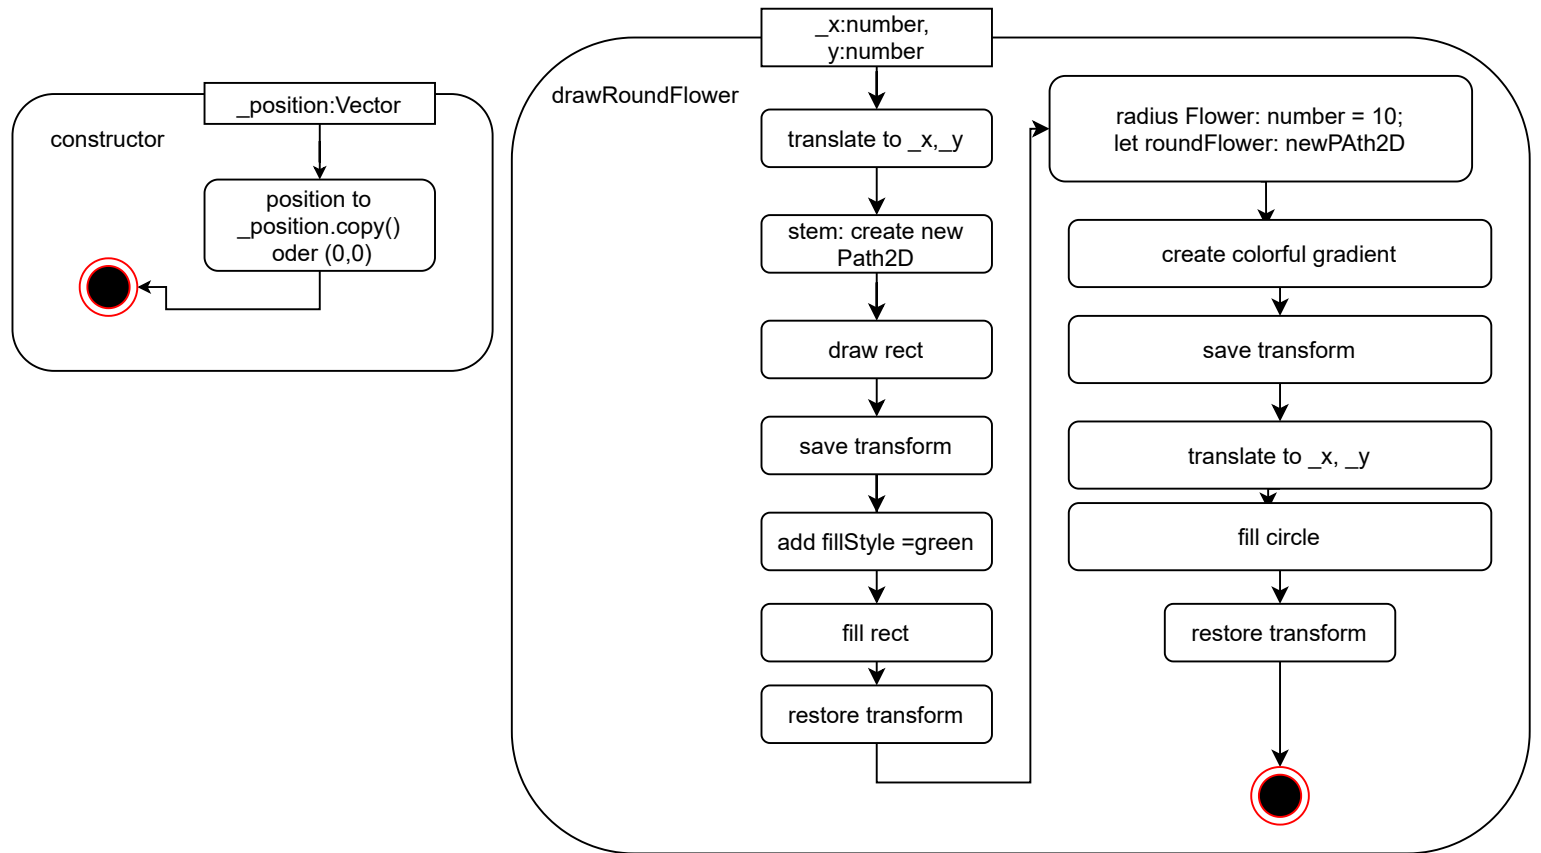 _position:Vector
constructor
position to
_position.copy()
oder (0,0)
_x:number,
y:number
drawRoundFlower
translate to _x,_y
stem: create new
Path2D
draw rect
save transform
add fillStyle =green
fill rect
restore transform
radius Flower: number = 10;
let roundFlower: newPAth2D
create colorful gradient
save transform
translate to _x, _y
fill circle
restore transform